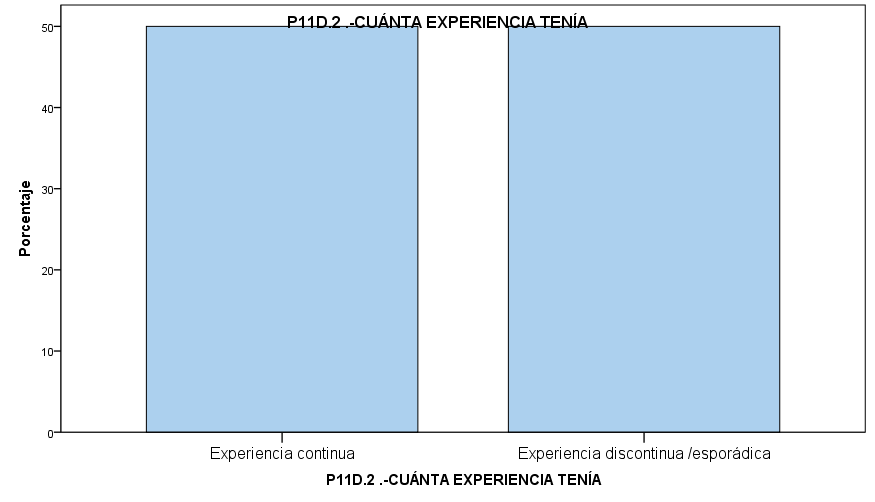 P11D.2 .-CUÁNTA EXPERIENCIA TENÍA
50
40
30
20
10
0
Porcentaje
Experiencia continua
Experiencia discontinua /esporádica
P11D.2 .-CUÁNTA EXPERIENCIA TENÍA